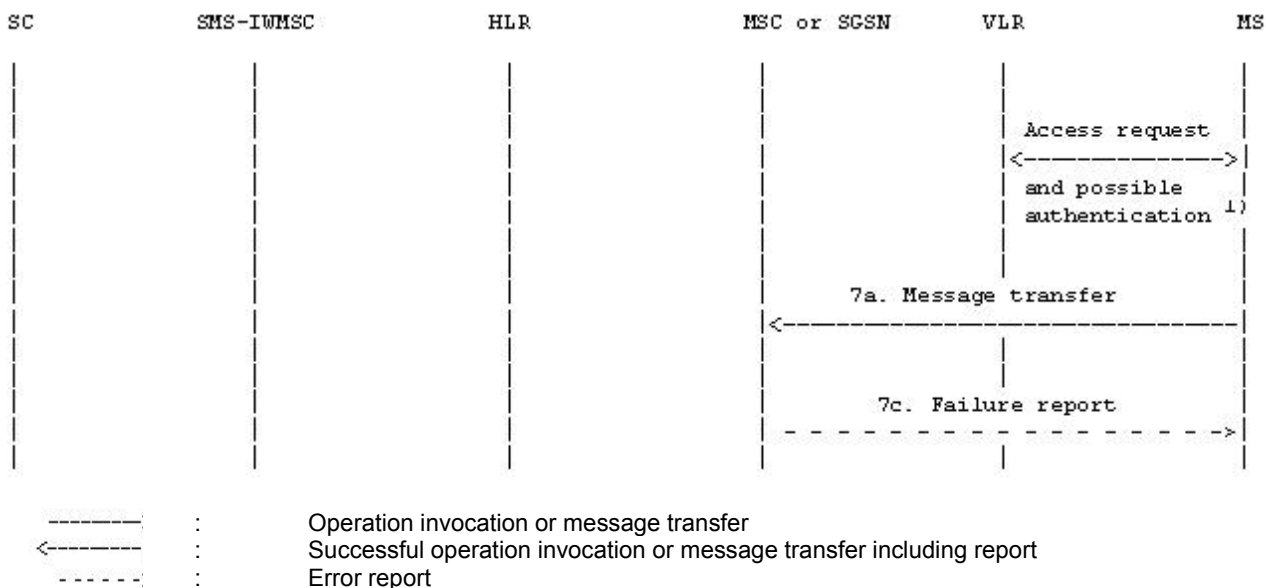 SC SMS-IWMSC HLR MSC or SGSN VLR MS
Access request
and possible
authentication 1)
7a. Message transfer
7c. Failure report
: Operation invocation or message transfer
: Successful operation invocation or message transfer including report
: Error report